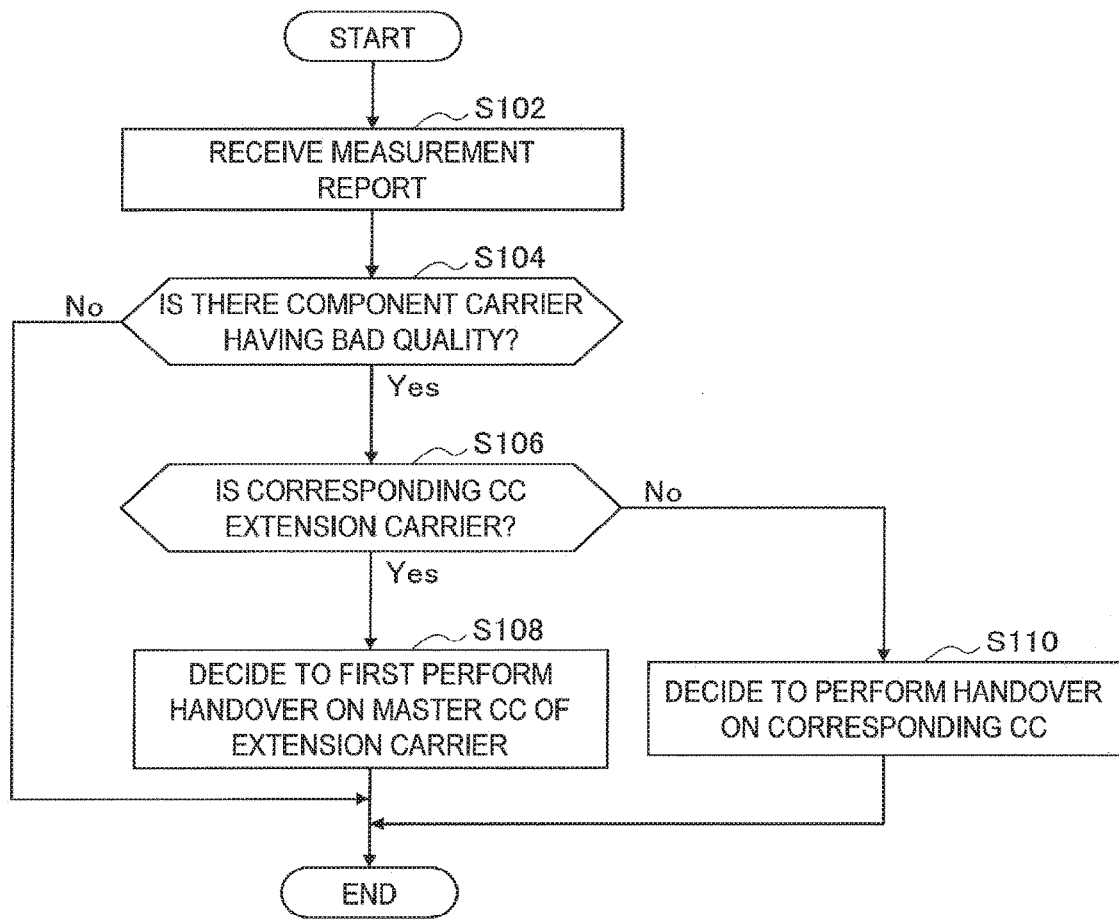 START
S102
RECEIVE MEASUREMENT
REPORT
S104
IS THERE COMPONENT CARRIER
HAVING BAD QUALITY?
No
Yes
S106
IS CORRESPONDING CC
EXTENSION CARRIER?
No
Yes
S108
DECIDE TO FIRST PERFORM
HANDOVER ON MASTER CC OF
EXTENSION CARRIER
S110
DECIDE TO PERFORM HANDOVER
ON CORRESPONDING CC
END